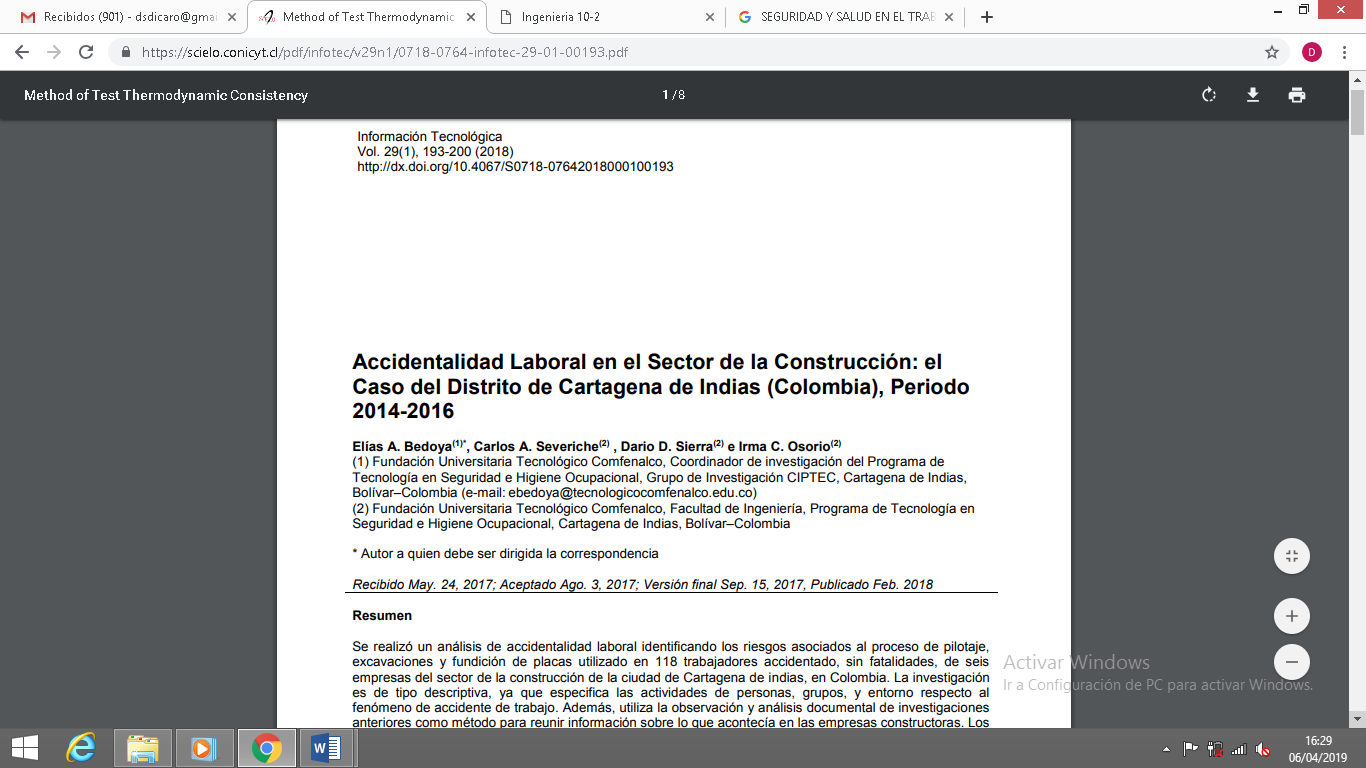 Recibidos (901) - dsdicaro@gmai
Method of Test Thermodynamic
Ingenieria 10-2
SEGURIDAD Y SALUD EN EL TRAB
https://scielo.conicyt.cl/pdf/infotec/v29n1/0718-0764-infotec-29-01-00193.pdf
D
Method of Test Thermodynamic Consistency
1 / 8
Información Tecnológica
Vol. 29(1), 193-200 (2018)
http://dx.doi.org/10.4067/S0718-07642018000100193
Accidentalidad Laboral en el Sector de la Construcción: el
Caso del Distrito de Cartagena de Indias (Colombia), Periodo
2014-2016
Elías A. Bedoya(1)*, Carlos A. Severiche(2) , Dario D. Sierra(2) e Irma C. Osorio(2)
(1) Fundación Universitaria Tecnológico Comfenalco, Coordinador de investigación del Programa de
Tecnología en Seguridad e Higiene Ocupacional, Grupo de Investigación CIPTEC, Cartagena de Indias,
Bolívar–Colombia (e-mail: ebedoya@tecnologicocomfenalco.edu.co)
(2) Fundación Universitaria Tecnológico Comfenalco, Facultad de Ingeniería, Programa de Tecnología en
Seguridad e Higiene Ocupacional, Cartagena de Indias, Bolívar–Colombia
* Autor a quien debe ser dirigida la correspondencia
Recibido May. 24, 2017; Aceptado Ago. 3, 2017; Versión final Sep. 15, 2017, Publicado Feb. 2018
Resumen
Se realizó un análisis de accidentalidad laboral identificando los riesgos asociados al proceso de pilotaje,
excavaciones y fundición de placas utilizado en 118 trabajadores accidentado, sin fatalidades, de seis
empresas del sector de la construcción de la ciudad de Cartagena de indias, en Colombia. La investigación
es de tipo descriptiva, ya que especifica las actividades de personas, grupos, y entorno respecto al
fenómeno de accidente de trabajo. Además, utiliza la observación y análisis documental de investigaciones
anteriores como método para reunir información sobre lo que acontecía en las empresas constructoras. Los
Activar Windows
Ir a Configuración de PC para activar Windows.
16:29
06/04/2019